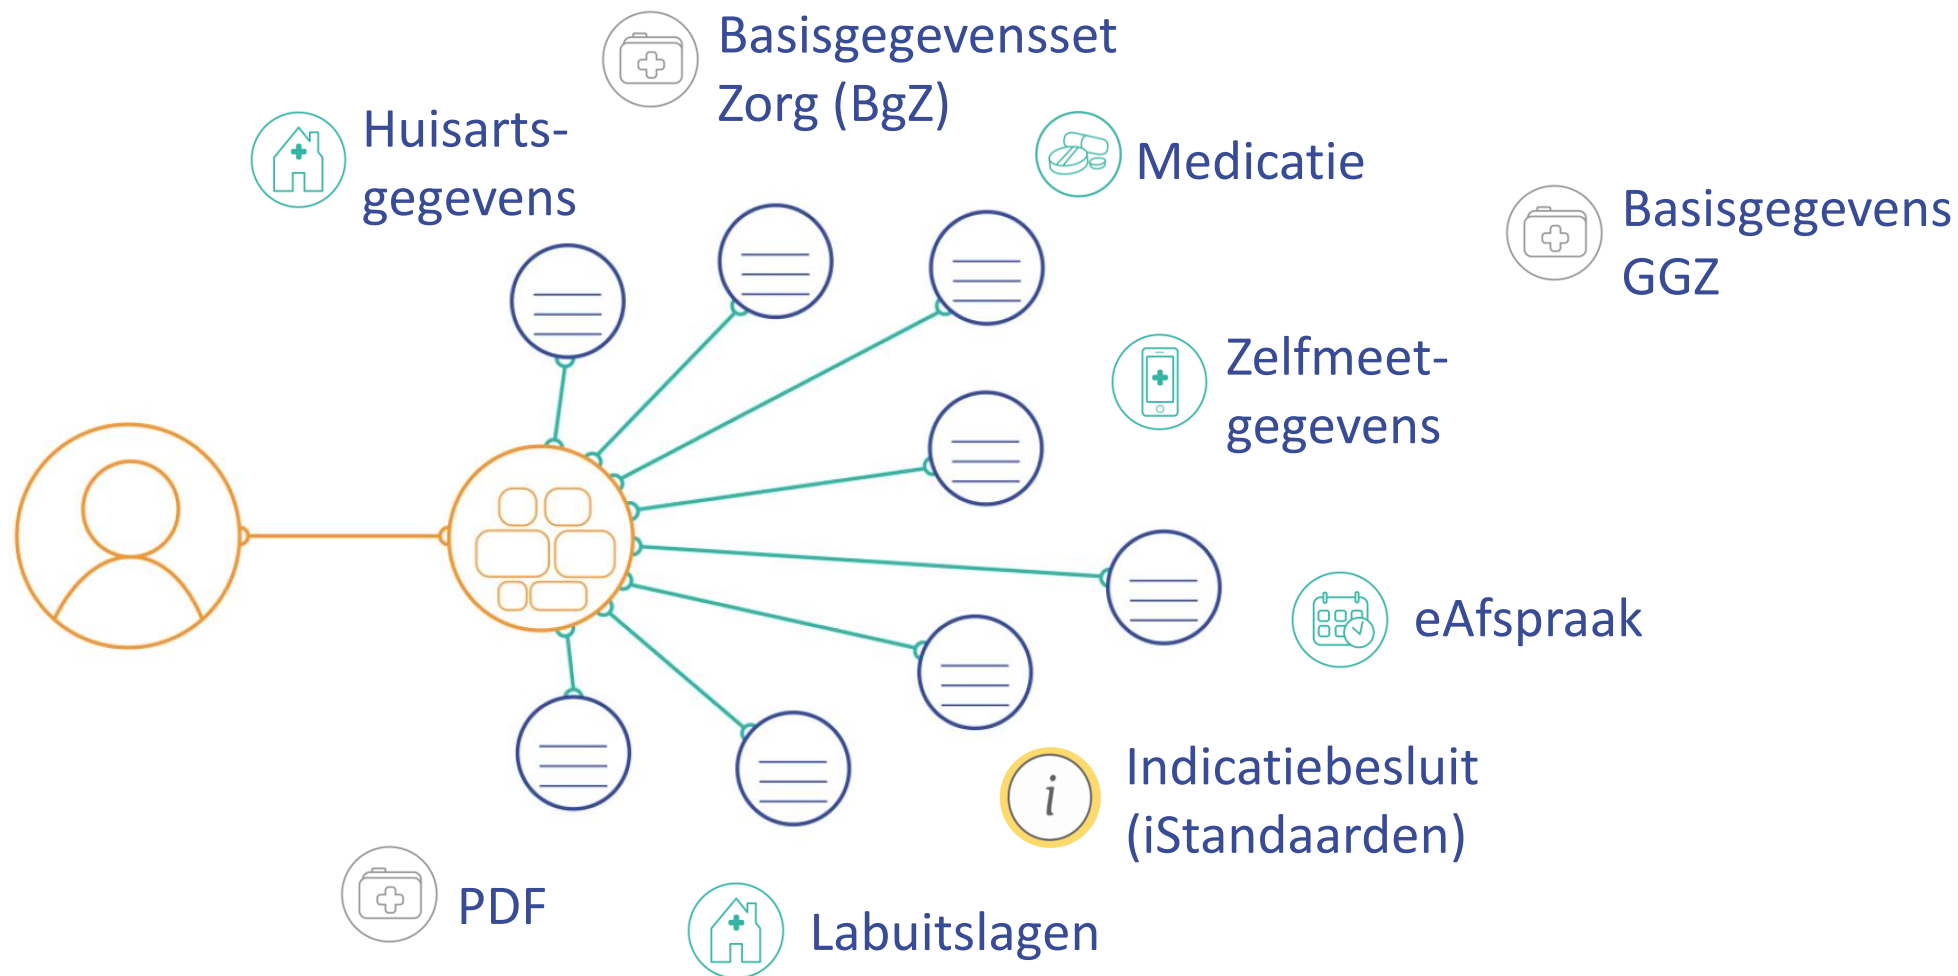 Basisgegevensset
Zorg (BgZ)
Huisarts-
gegevens
Medicatie
Basisgegevens
GGZ
Zelfmeet-
gegevens
eAfspraak
Indicatiebesluit
(iStandaarden)
i
PDF
Labuitslagen